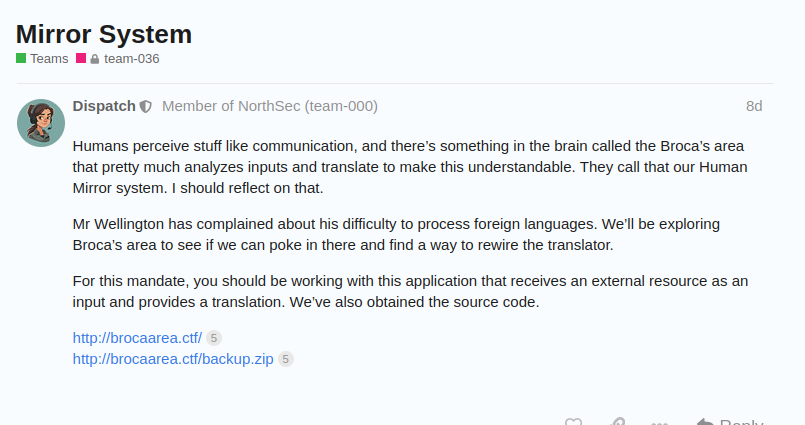 Mirror System
Teams team-036
Dispatch Member of NorthSec (team-000) 8d
Humans perceive stuff like communication, and there’s something in the brain called the Broca’s area
that pretty much analyzes inputs and translate to make this understandable. They call that our Human
Mirror system. I should reflect on that.
Mr Wellington has complained about his difficulty to process foreign languages. We’ll be exploring
Broca’s area to see if we can poke in there and find a way to rewire the translator.
For this mandate, you should be working with this application that receives an external resource as an
input and provides a translation. We’ve also obtained the source code.
http://brocaarea.ctf/ 5
http://brocaarea.ctf/backup.zip 5
Reply